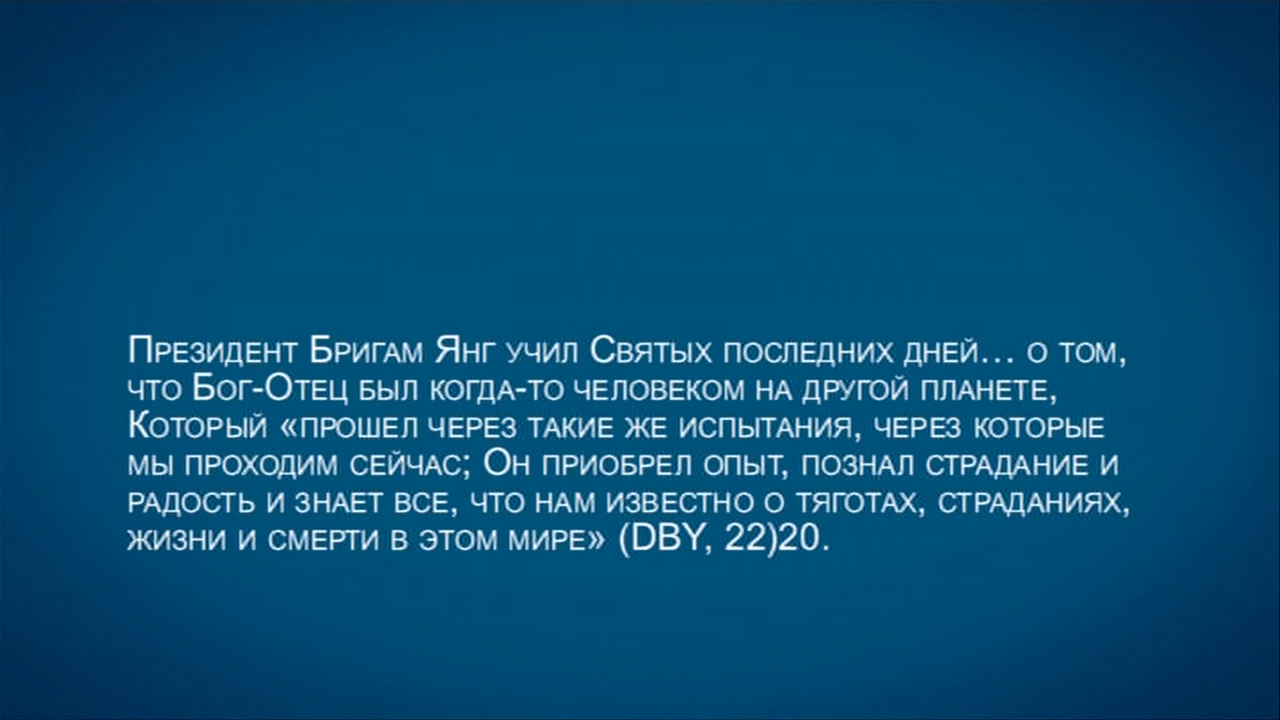 Президент Бригам Янг учил Святых последних дней... о том,
что Бог-Отец был когда-то человеком на другой планете,
Который «прошел через такие же испытания, через которые
мы проходим сейчас; Он приобрел опыт, познал страдание и
радость и знает все, что нам известно о тяготах, страданиях,
жизни и смерти в этом мире» (DBY, 22)20.